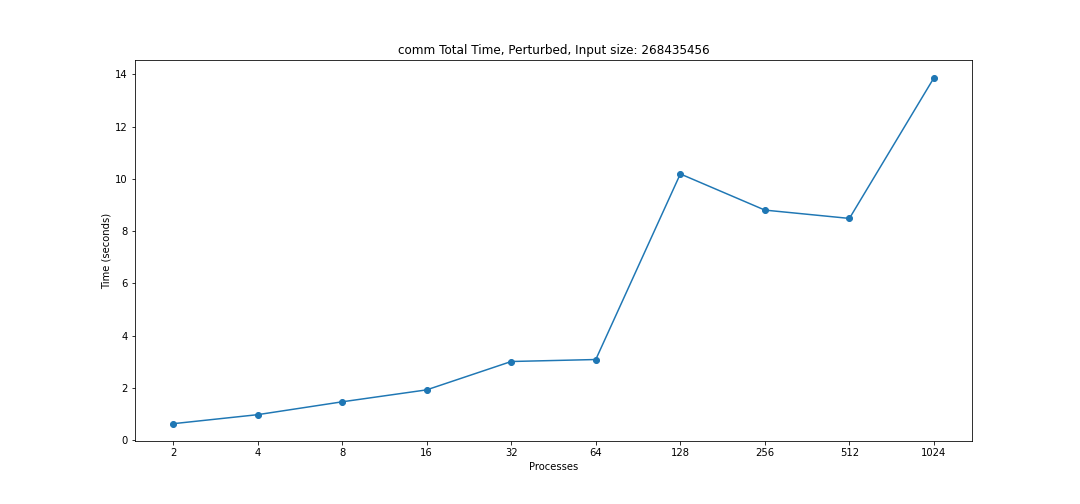 comm Total Time, Perturbed, Input size: 268435456
14
12
10
8
6
4
2
0
Time (seconds)
2 4 8 16 32 64 128 256 512 1024
Processes